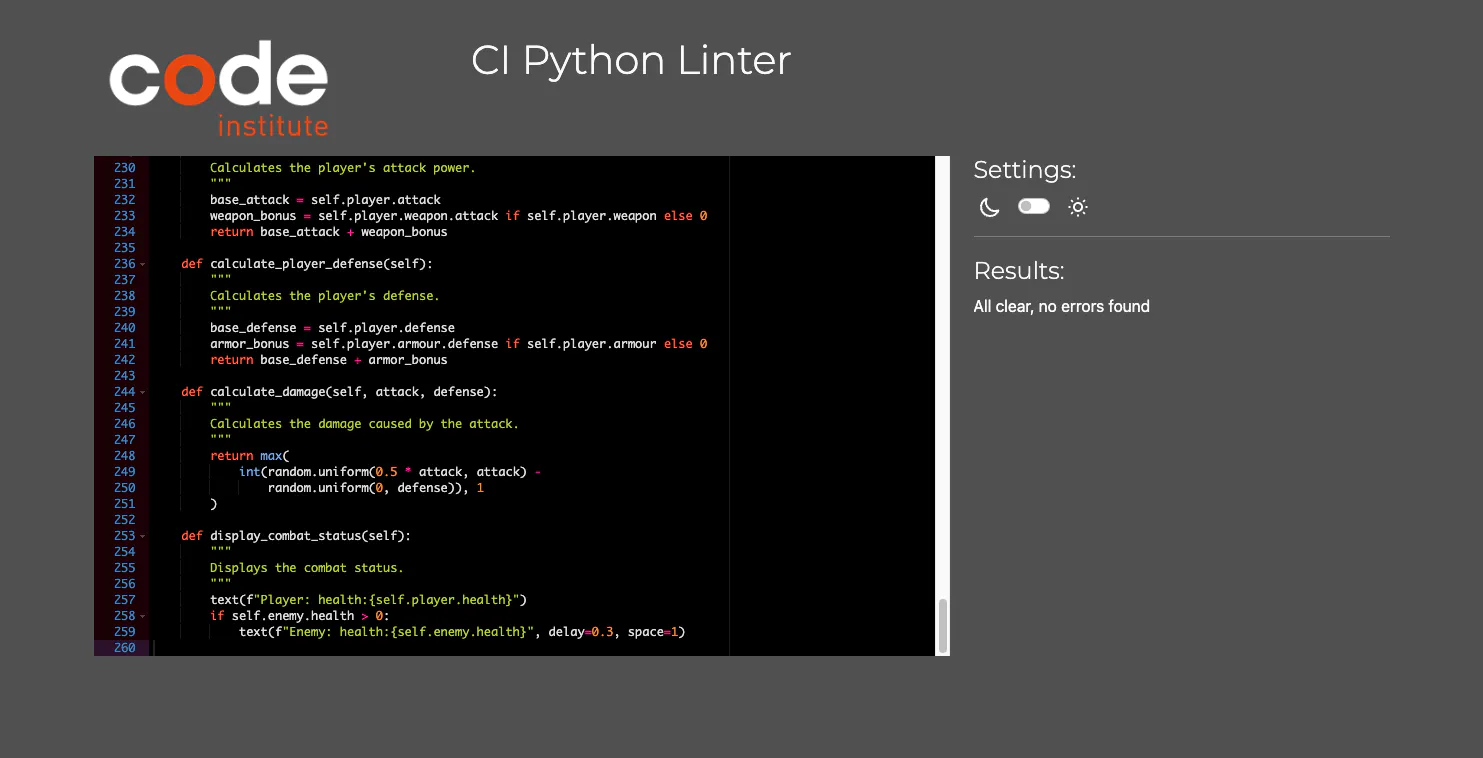 code
institute
CI Python Linter
230 Calculates the player's attack power.
231 """
232 base_attack = self.player.attack
233 weapon_bonus = self.player.weapon.attack if self.player.weapon else 0
234 return base_attack + weapon_bonus
235
236 def calculate_player_defense(self):
237 """
238 Calculates the player's defense.
239 """
240 base_defense = self.player.defense
241 armor_bonus = self.player.armour.defense if self.player.armour else 0
242 return base_defense + armor_bonus
243
244 def calculate_damage(self, attack, defense):
245 """
246 Calculates the damage caused by the attack.
247 """
248 return max(
249 int(random.uniform(0.5 * attack, attack) -
250 random.uniform(0, defense)), 1
251 )
252
253 def display_combat_status(self):
254 """
255 Displays the combat status.
256 """
257 text(f"Player: health:{self.player.health}")
258 if self.enemy.health > 0:
259 text(f"Enemy: health:{self.enemy.health}", delay=0.3, space=1)
260
Settings:
Results:
All clear, no errors found